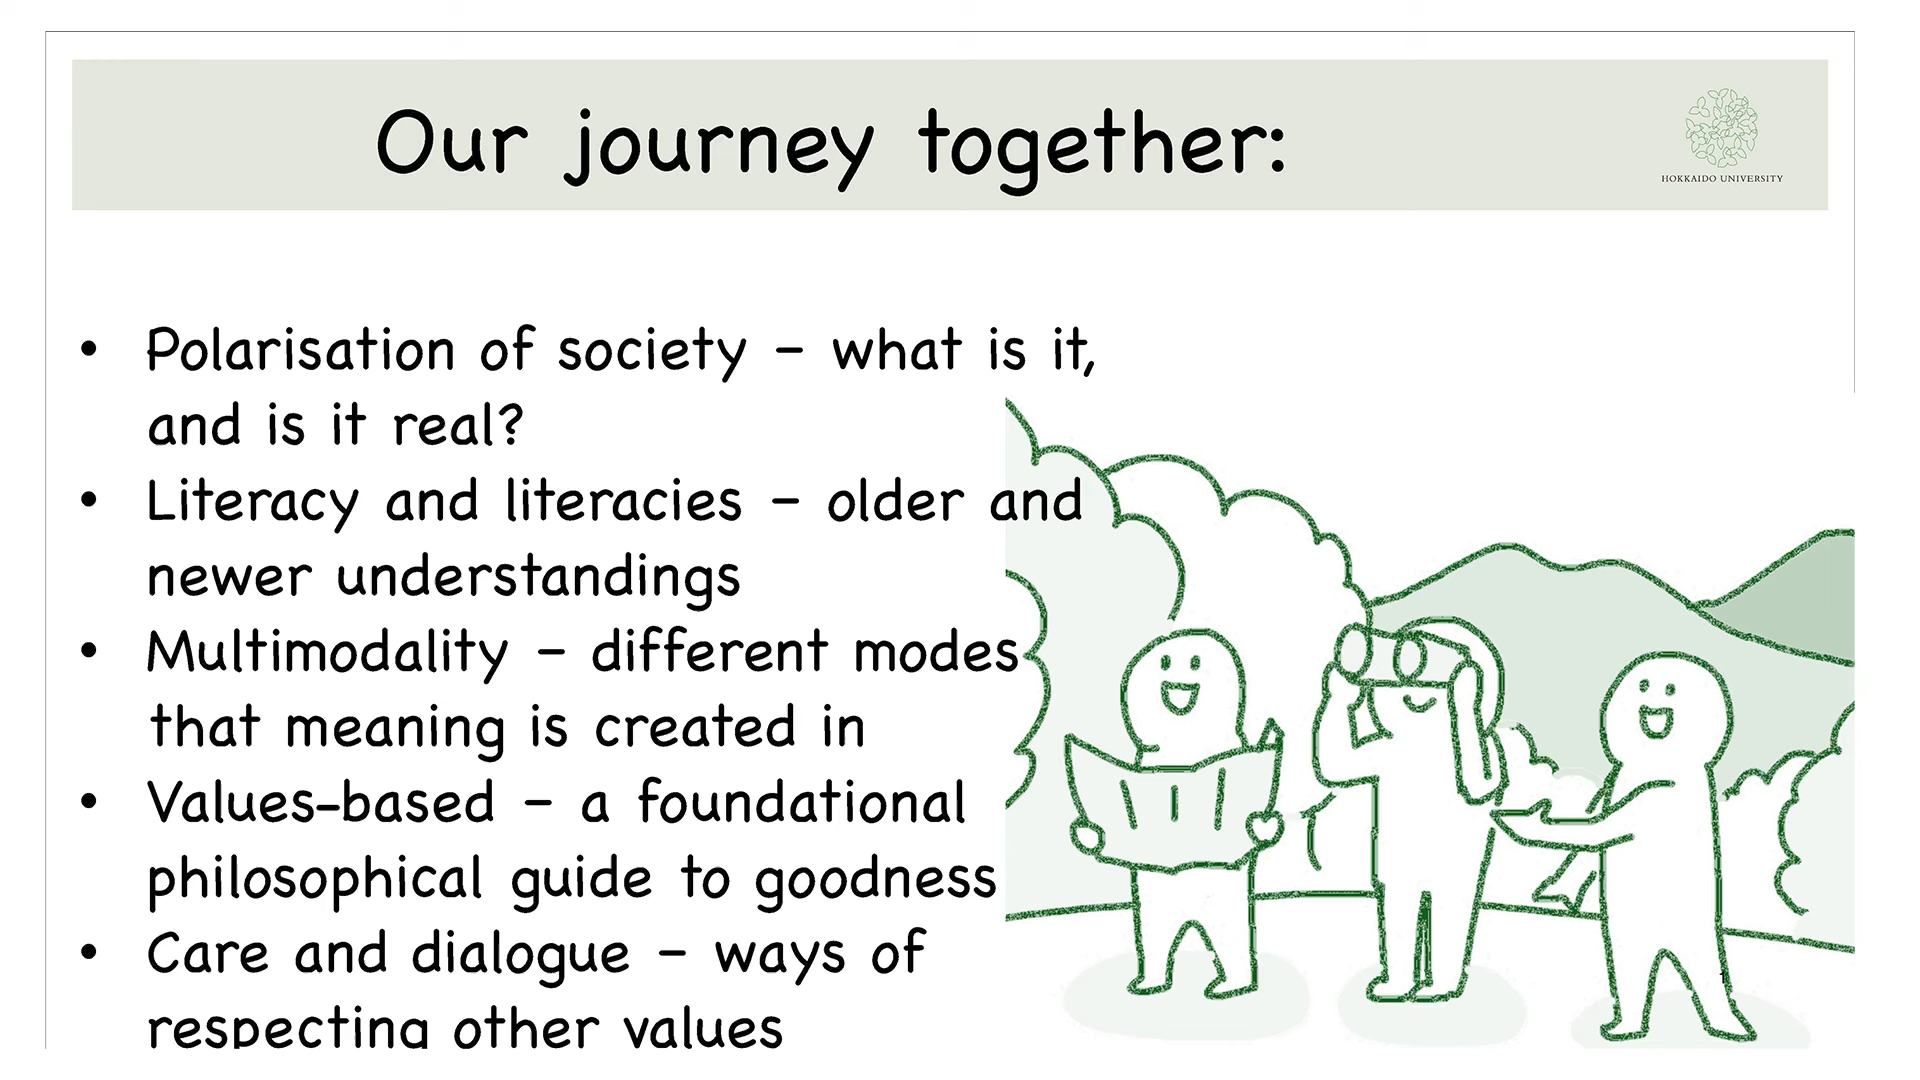 Our journey together:
HOKKAIDO UNIVERSITY
• Polarisation of society – what is it,
and is it real?
• Literacy and literacies – older and
newer understandings
• Multimodality – different modes
that meaning is created in
• Values-based – a foundational
philosophical guide to goodness
• Care and dialogue – ways of
respecting other values